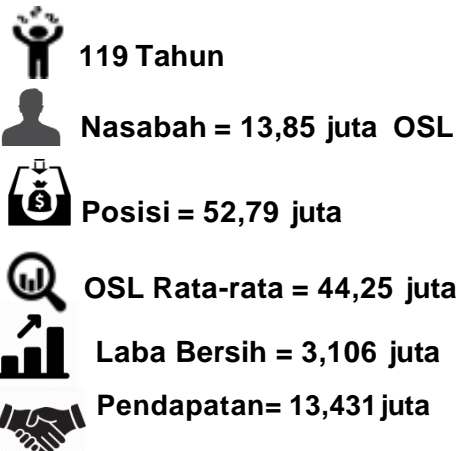 119 Tahun
Nasabah = 13,85 juta OSL
Posisi = 52,79 juta
OSL Rata-rata = 44,25 juta
Laba Bersih = 3,106 juta
Pendapatan= 13,431 juta